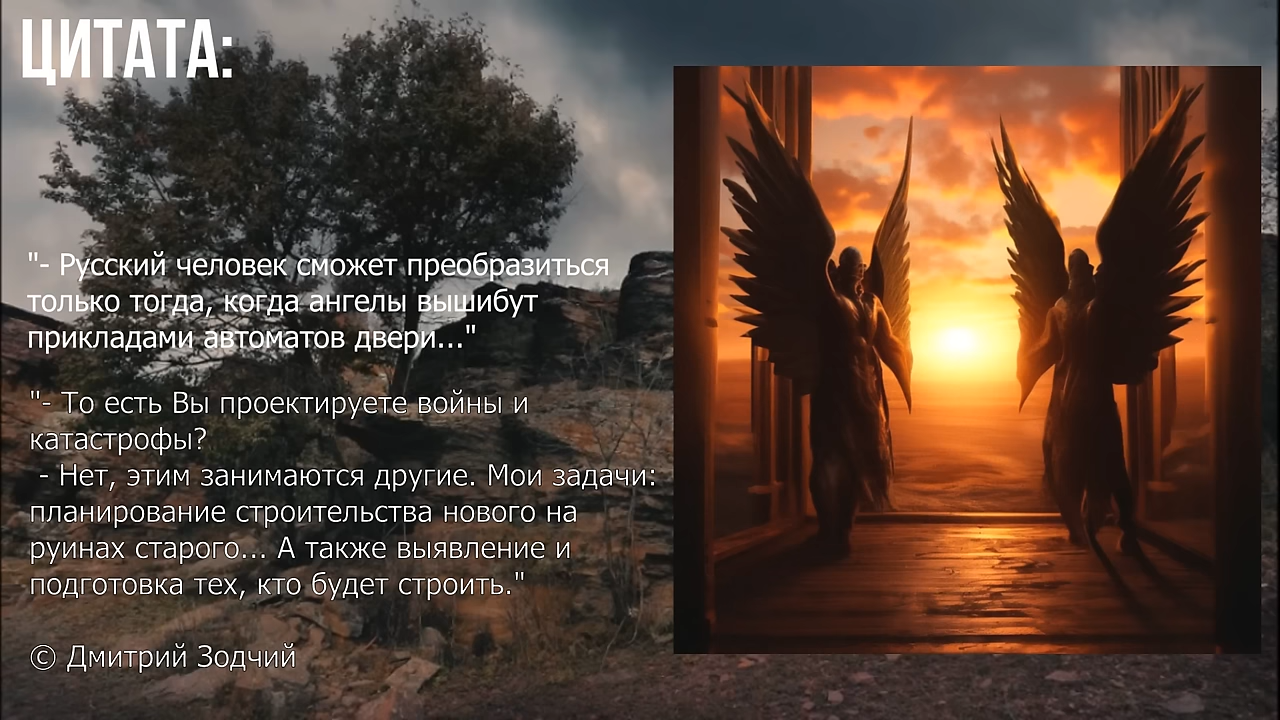 ЦИТАТА:
"- Русский человек сможет преобразиться
только тогда, когда ангелы вышибут
прикладами автоматов двери..."
"- То есть Вы проектируете войны и
катастрофы?
- Нет, этим занимаются другие. Мои задачи:
планирование строительства нового на
руинах старого... А также выявление и
подготовка тех, кто будет строить."
© Дмитрий Зодчий